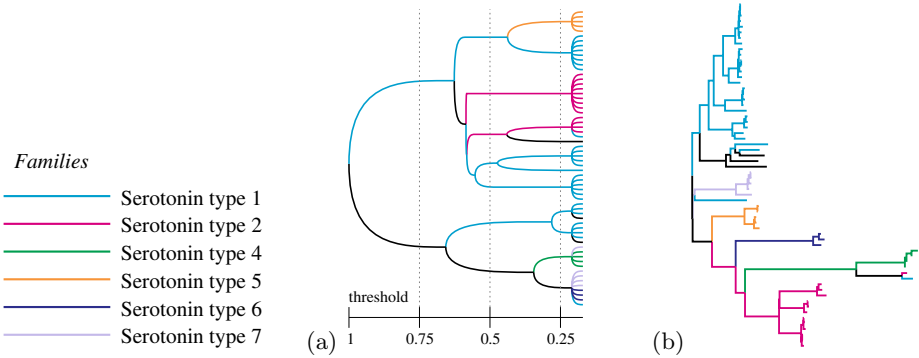 Families
Serotonin type 1
Serotonin type 2
Serotonin type 4
Serotonin type 5
Serotonin type 6
Serotonin type 7
threshold
1 0.75 0.5 0.25
(a)
(b)